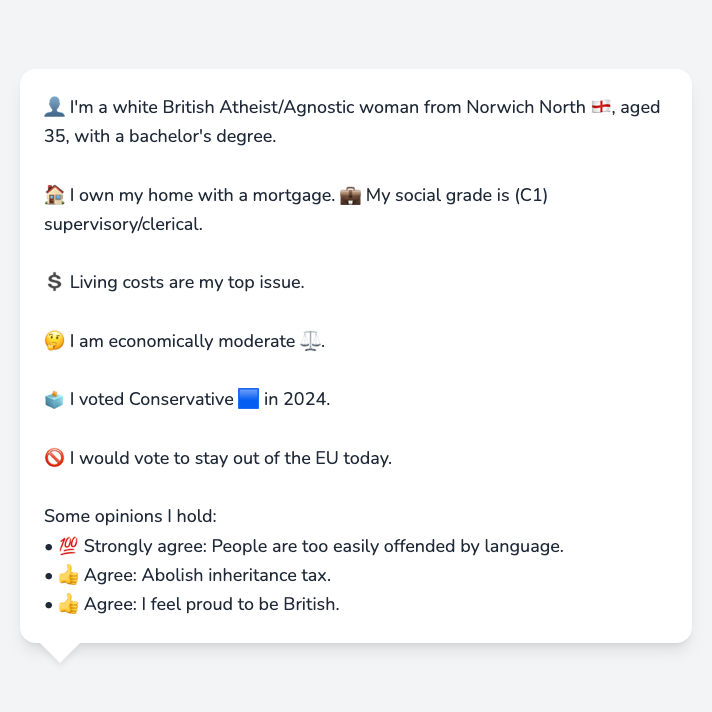 👤 I'm a white British Atheist/Agnostic woman from Norwich North 🏴󠁧󠁢󠁥󠁮󠁧󠁿, aged
35, with a bachelor's degree.
🏠 I own my home with a mortgage. 💼 My social grade is (C1)
supervisory/clerical.
💲 Living costs are my top issue.
🤔 I am economically moderate ⚖️.
🗳️ I voted Conservative 🟦 in 2024.
🚫 I would vote to stay out of the EU today.
Some opinions I hold:
• 💯 Strongly agree: People are too easily offended by language.
• 👍 Agree: Abolish inheritance tax.
• 👍 Agree: I feel proud to be British.